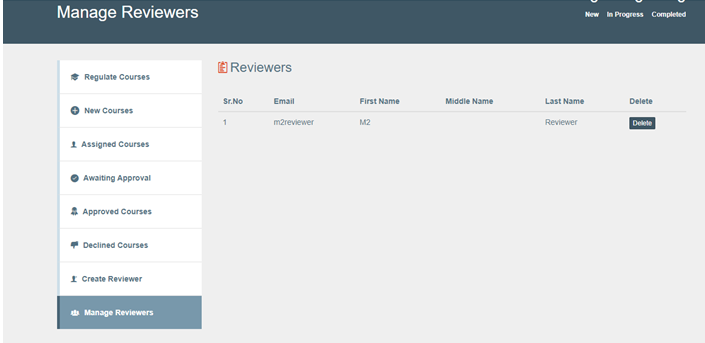 Manage Reviewers
New In Progress Completed
Regulate Courses
New Courses
Assigned Courses
Awaiting Approval
Approved Courses
Declined Courses
Create Reviewer
Manage Reviewers
Reviewers
Sr.No Email First Name Middle Name Last Name Delete
1 m2reviewer M2 Reviewer Delete